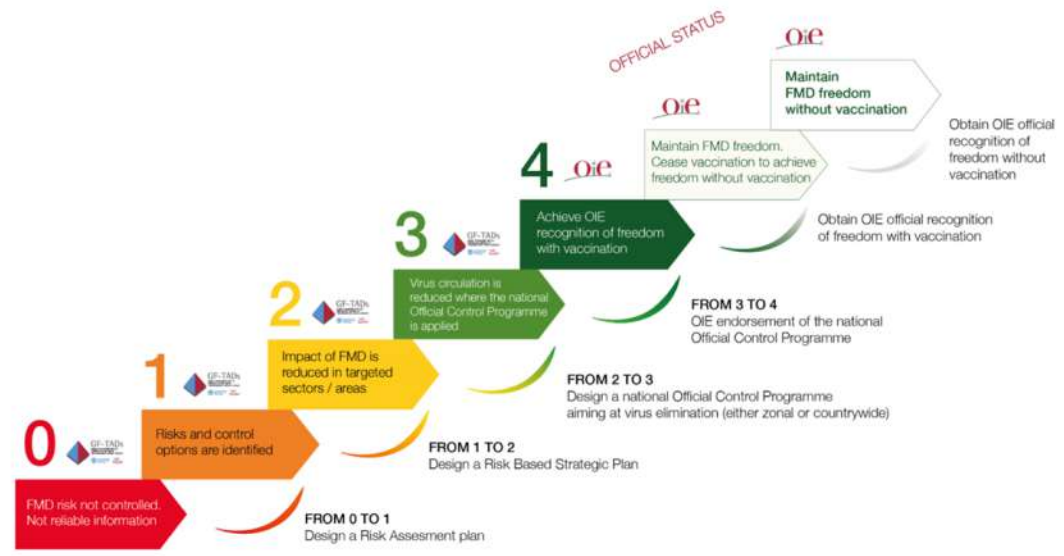 OFFICIAL STATUS
OiE
Maintain
FMD freedom
without vaccination
Obtain OIE official
recognition of
freedom without
vaccination
OiE
Maintain FMD freedom.
Cease vaccination to achieve
freedom without vaccination
Obtain OIE official recognition
of freedom with vaccination
4
OiE
Achieve OIE
recognition of freedom
with vaccination
FROM 3 TO 4
OIE endorsement of the national
Official Control Programme
3
GF-TADs
Virus circulation is
reduced where the national
Official Control Programme
is applied
FROM 2 TO 3
Design a national Official Control Programme
aiming at virus elimination (either zonal or countrywide)
2
GF-TADs
Impact of FMD is
reduced in targeted
sectors / areas
FROM 1 TO 2
Design a Risk Based Strategic Plan
1
GF-TADs
Risks and control
options are identified
FROM 0 TO 1
Design a Risk Assesment plan
0
GF-TADs
FMD risk not controlled.
Not reliable information